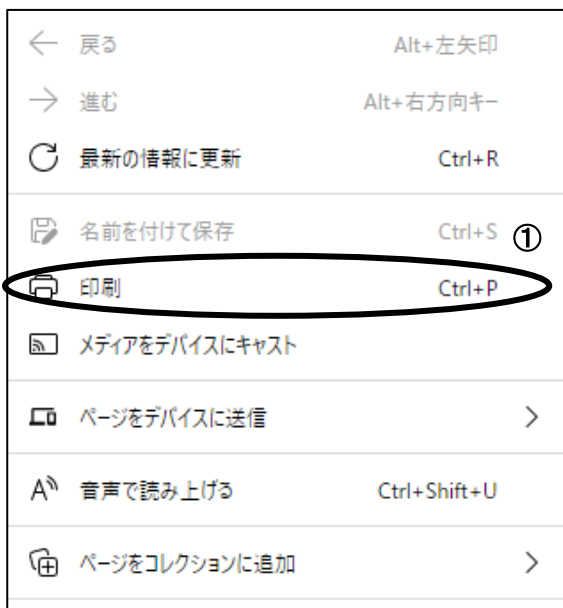 戻る Alt+左矢印
進む Alt+右方向キー
最新の情報に更新 Ctrl+R
名前を付けて保存 Ctrl+S ①
印刷 Ctrl+P
メディアをデバイスにキャスト
ページをデバイスに送信
音声で読み上げる Ctrl+Shift+U
ページをコレクションに追加